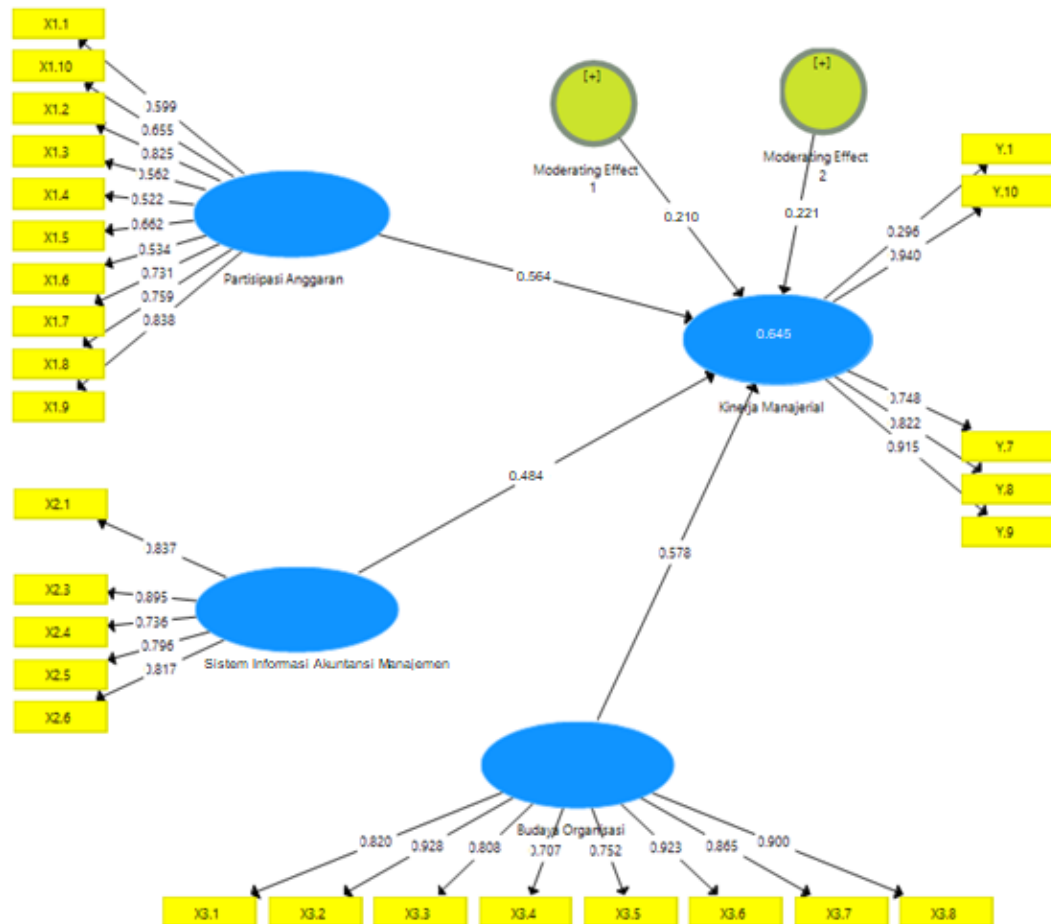 X1.1
X1.10
X1.2
X1.3
X1.4
X1.5
X1.6
X1.7
X1.8
X1.9
0.599
0.655
0.825
0.562
0.522
0.662
0.534
0.731
0.759
0.838
Partisipasi Anggaran
0.564
[+]
Moderating Effect
1
0.210
[+]
Moderating Effect
2
0.221
0.645
Kinerja Manajerial
0.296
0.940
0.748
0.822
0.915
Y.1
Y.10
Y.7
Y.8
Y.9
X2.1
X2.3
X2.4
X2.5
X2.6
0.837
0.895
0.736
0.796
0.817
Sistem Informasi Akuntansi Manajemen
0.484
0.578
Budaya Organisasi
0.820
0.928
0.808
0.707
0.752
0.923
0.865
0.900
X3.1
X3.2
X3.3
X3.4
X3.5
X3.6
X3.7
X3.8